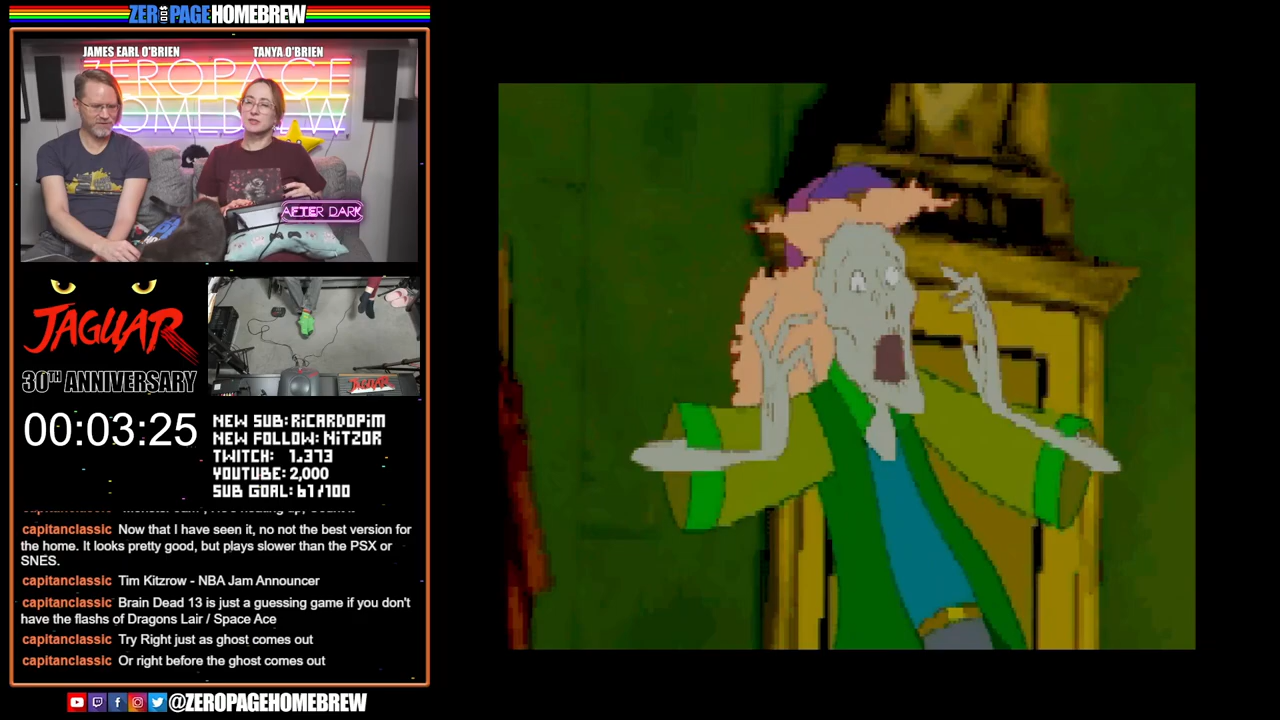 ZEROPAGE HOMEBREW
JAMES EARL O'BRIEN
TANYA O'BRIEN
ZEROPAGE
HOMEBREW
AFTER DARK
JAGUAR
30TH ANNIVERSARY
JAGUAR
00:03:25
NEW SUB: RICARDOPIM
NEW FOLLOW: NITZOR
TWITCH: 1,373
YOUTUBE: 2,000
SUB GOAL: 67/100
capitanclassic Now that I have seen it, no not the best version for
the home. It looks pretty good, but plays slower than the PSX or
SNES.
capitanclassic Tim Kitzrow - NBA Jam Announcer
capitanclassic Brain Dead 13 is just a guessing game if you don't
have the flashs of Dragons Lair / Space Ace
capitanclassic Try Right just as ghost comes out
capitanclassic Or right before the ghost comes out
@ZEROPAGEHOMEBREW